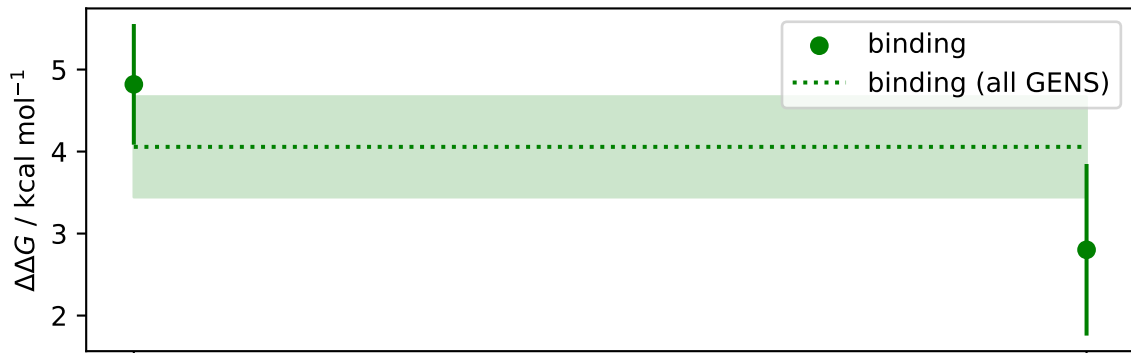 binding
binding (all GENS)
ΔΔG / kcal mol⁻¹
5
4
3
2